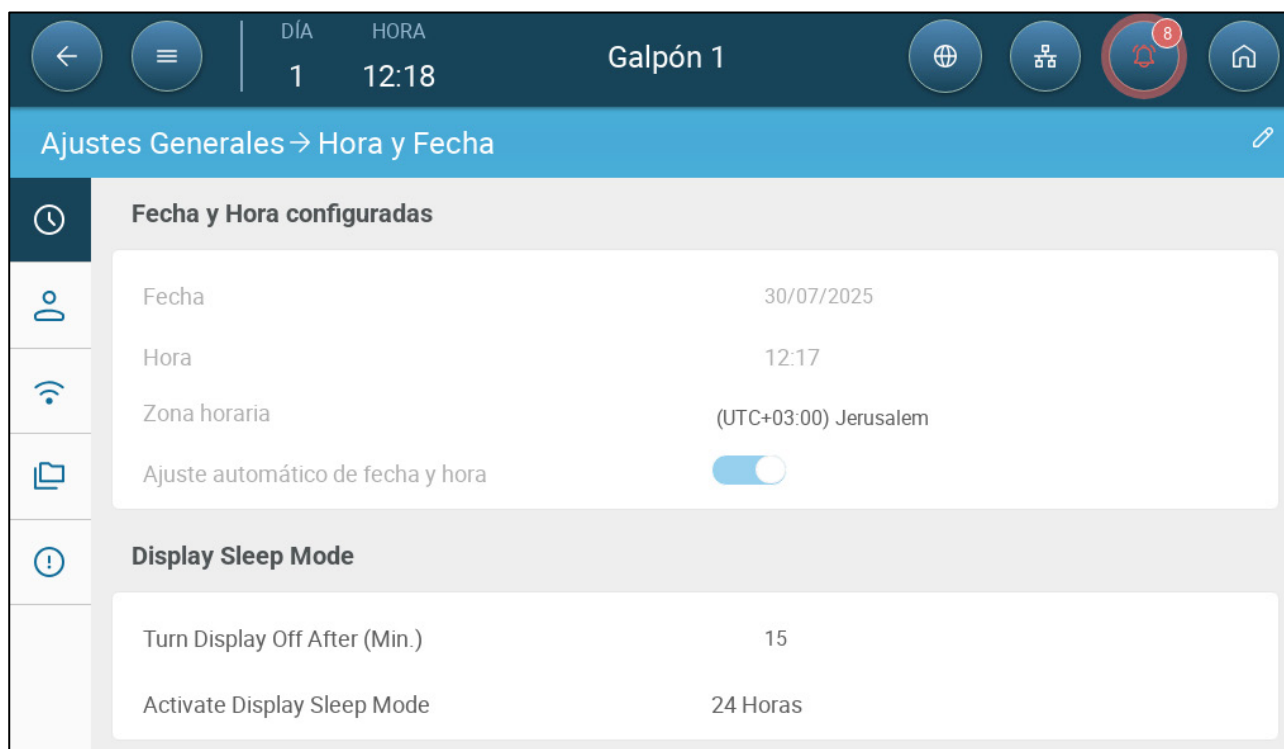 DÍA HORA
1 12:18 Galpón 1 8
Ajustes Generales → Hora y Fecha
Fecha y Hora configuradas
Fecha 30/07/2025
Hora 12:17
Zona horaria (UTC+03:00) Jerusalem
Ajuste automático de fecha y hora
Display Sleep Mode
Turn Display Off After (Min.) 15
Activate Display Sleep Mode 24 Horas